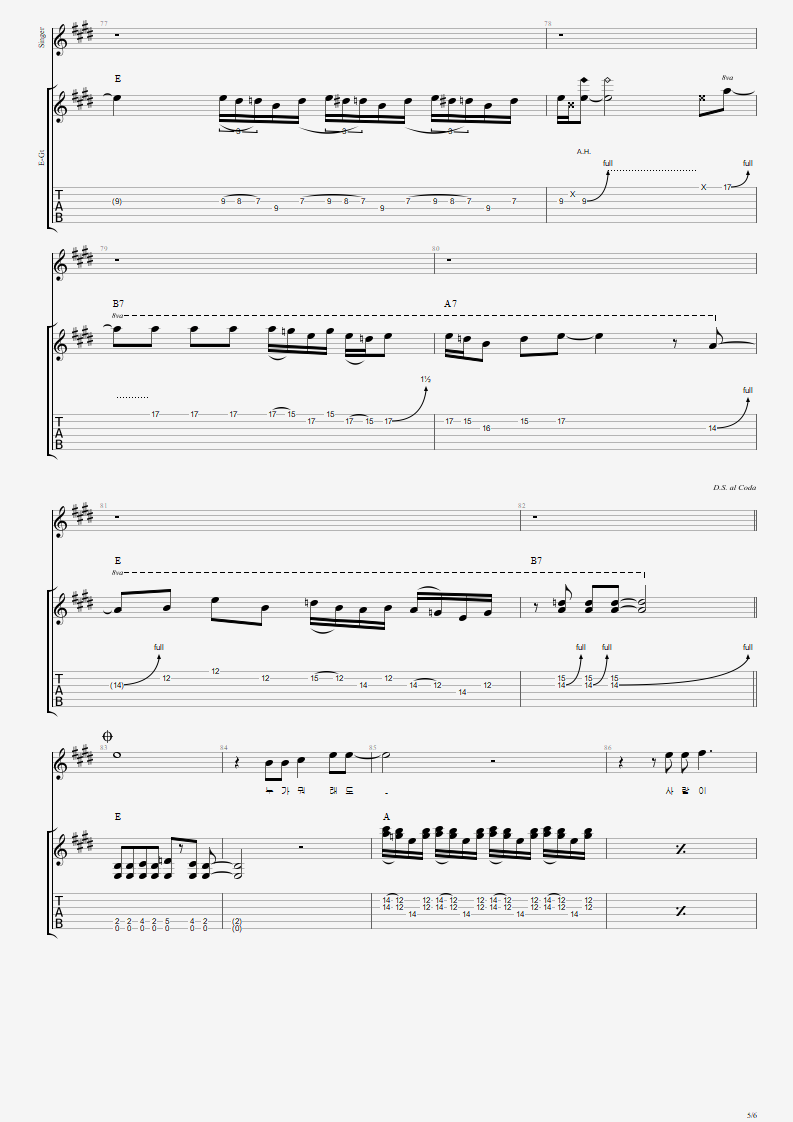 Singer
77
78
E
8va
3
3
3
E-Gt
A.H.
full
full
X
X
17
T
A
B
(9)
9 8 7
9
7 9 8 7
9
7 9 8 7
9
7
9
9
79
80
B7
A7
8va
1½
full
T
A
B
17 17 17 17 15
17
15
17 15 17
17 15
16
15 17
14
D.S. al Coda
81
82
E
B7
8va
full
full
full
full
T
A
B
(14)
12
12
12
15 12
14
12
14 12
14
12
15
14
15
14
15
14
83
84
85
86
누 가 뭐 래 도 -
사 람 이
E
A
T
A
B
2 2 4 2 5 4 2 (2)
0 0 0 0 0 0 0 (0)
14 12 12 14 12 12 14 12 12 14 12 12
14 12 12 14 12 12 14 12 12 14 12 12
14 14 14 14
5/6